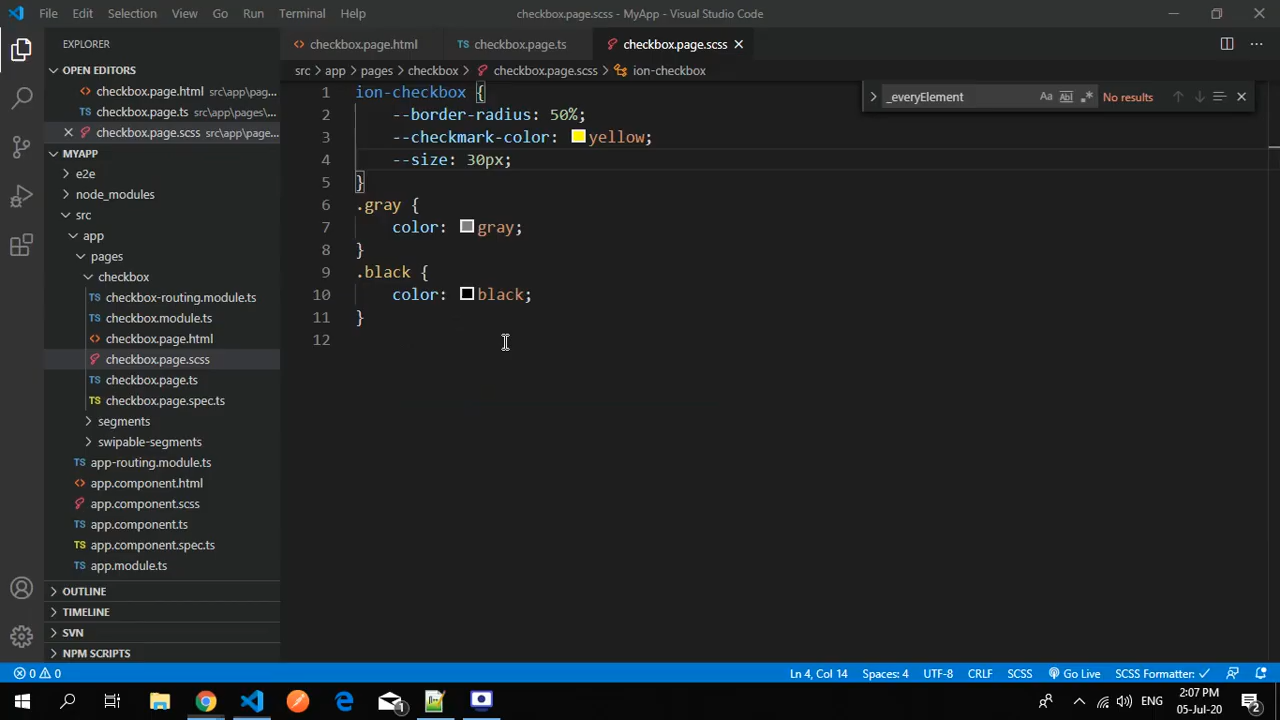 File Edit Selection View Go Run Terminal Help checkbox.page.scss - MyApp - Visual Studio Code
EXPLORER
checkbox.page.html checkbox.page.ts checkbox.page.scss
OPEN EDITORS
src > app > pages > checkbox > checkbox.page.scss > ion-checkbox
checkbox.page.html src\app\pag...
checkbox.page.ts src\app\pages\...
checkbox.page.scss src\app\page...
MYAPP
e2e
node_modules
src
app
pages
checkbox
checkbox-routing.module.ts
checkbox.module.ts
checkbox.page.html
checkbox.page.scss
checkbox.page.ts
checkbox.page.spec.ts
segments
swipable-segments
app-routing.module.ts
app.component.html
app.component.scss
app.component.ts
app.component.spec.ts
app.module.ts
OUTLINE
TIMELINE
SVN
NPM SCRIPTS
_everyElement Aa Abl .* No results
1 ion-checkbox {
2 --border-radius: 50%;
3 --checkmark-color: yellow;
4 --size: 30px;
5 }
6 .gray {
7 color: gray;
8 }
9 .black {
10 color: black;
11 }
12
0 0 Ln 4, Col 14 Spaces: 4 UTF-8 CRLF SCSS Go Live SCSS Formatter: ✓
1 ENG 2:07 PM
05-Jul-20 2